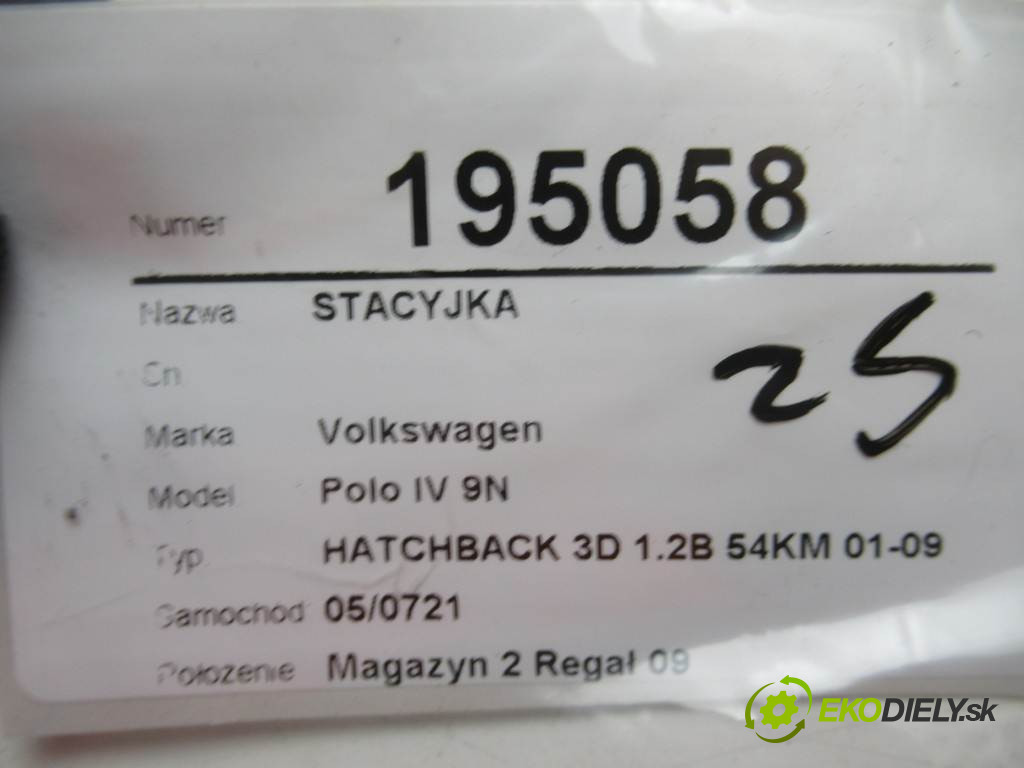 Numer 195058
Nazwa STACYJKA
Cn
25
Marka Volkswagen
Model Polo IV 9N
Typ HATCHBACK 3D 1.2B 54KM 01-09
Samochod 05/0721
Położenie Magazyn 2 Regał 09
EKODIELY.sk